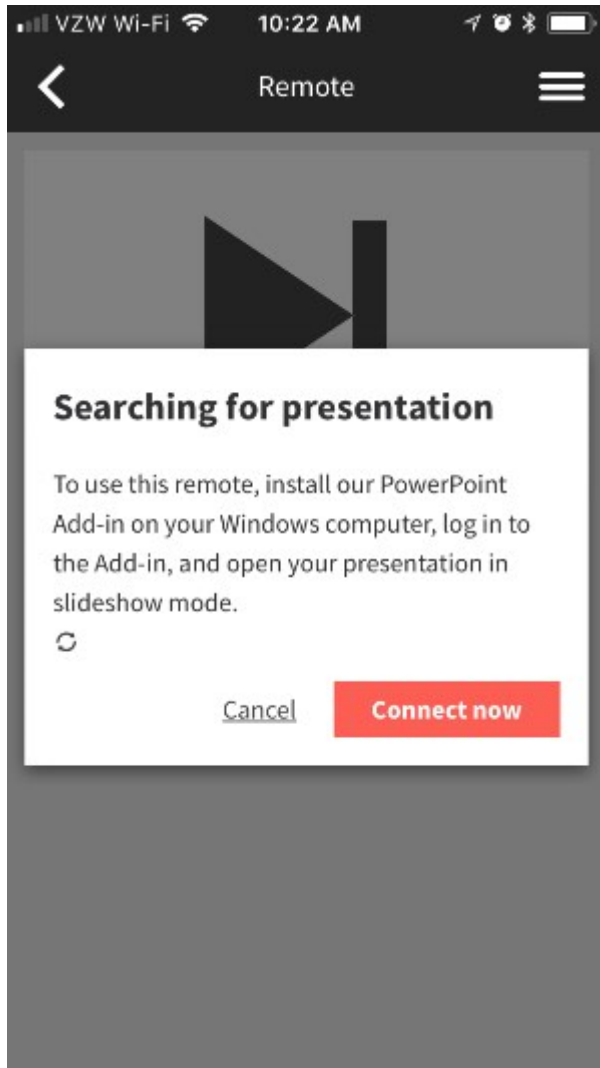 VZW Wi-Fi 10:22 AM
Remote
Searching for presentation
To use this remote, install our PowerPoint
Add-in on your Windows computer, log in to
the Add-in, and open your presentation in
slideshow mode.
Cancel Connect now